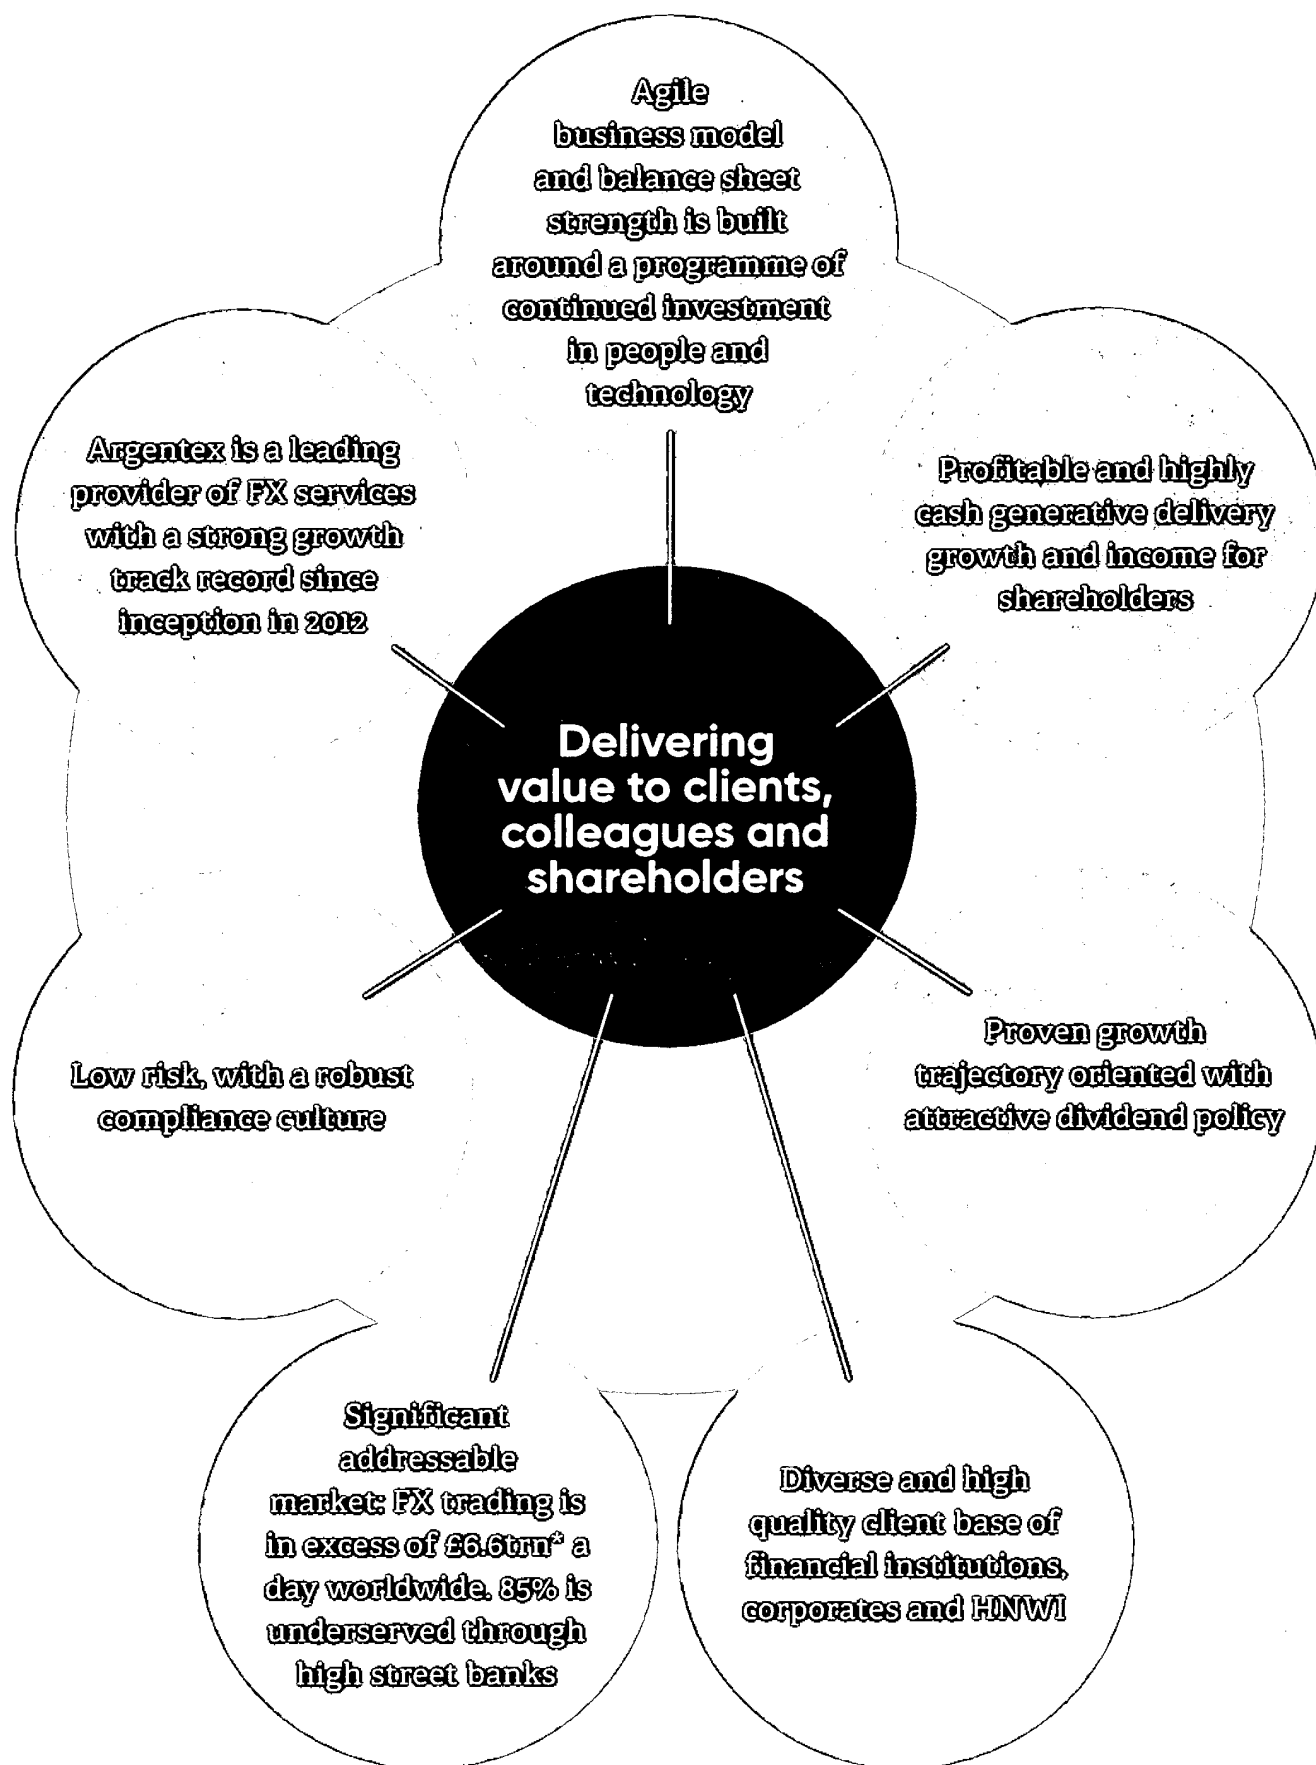 Agile
business model
and balance sheet
strength is built
around a programme of
continued investment
in people and
technology
Argentex is a leading
provider of FX services
with a strong growth
track record since
inception in 2012
Profitable and highly
cash generative delivery
growth and income for
shareholders
Delivering
value to clients,
colleagues and
shareholders
Low risk, with a robust
compliance culture
Proven growth
trajectory oriented with
attractive dividend policy
Significant
addressable
market: FX trading is
in excess of £6.6trn* a
day worldwide. 85% is
underserved through
high street banks
Diverse and high
quality client base of
financial institutions,
corporates and HNWI